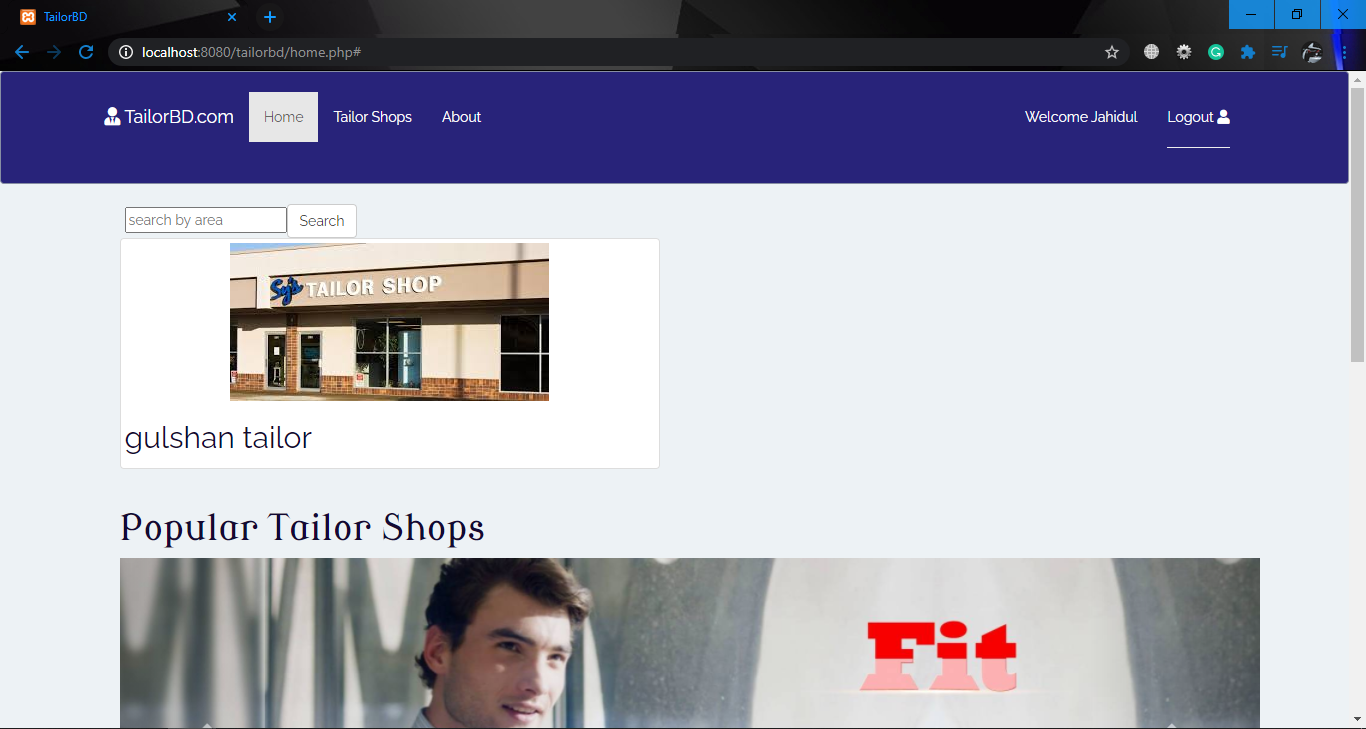 TailorBD
localhost:8080/tailorbd/home.php#
TailorBD.com Home Tailor Shops About Welcome Jahidul Logout
search by area Search
Sy's TAILOR SHOP
gulshan tailor
Popular Tailor Shops
Fit